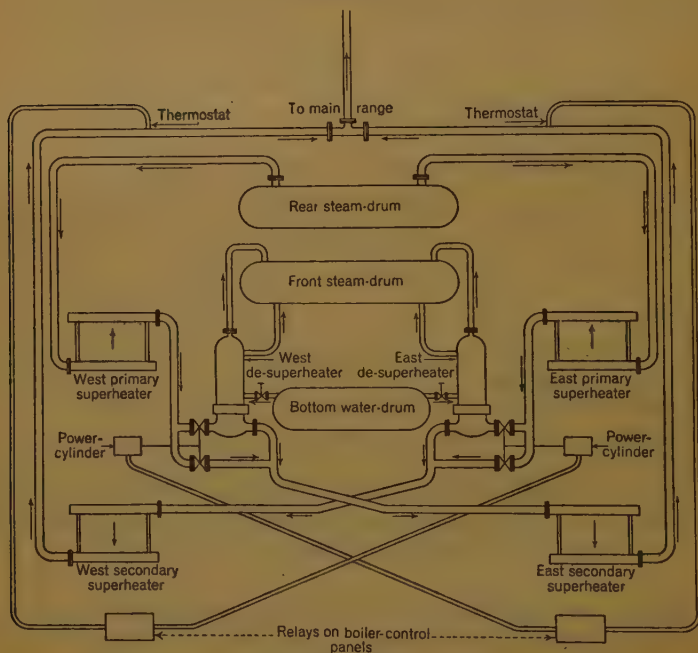 Thermostat
To main range
Thermostat
Rear steam-drum
Front steam-drum
West
de-superheater
East
de-superheater
Bottom water-drum
West primary
superheater
East primary
superheater
Power-
cylinder
Power-
cylinder
West secondary
superheater
East secondary
superheater
Relays on boiler-control
panels